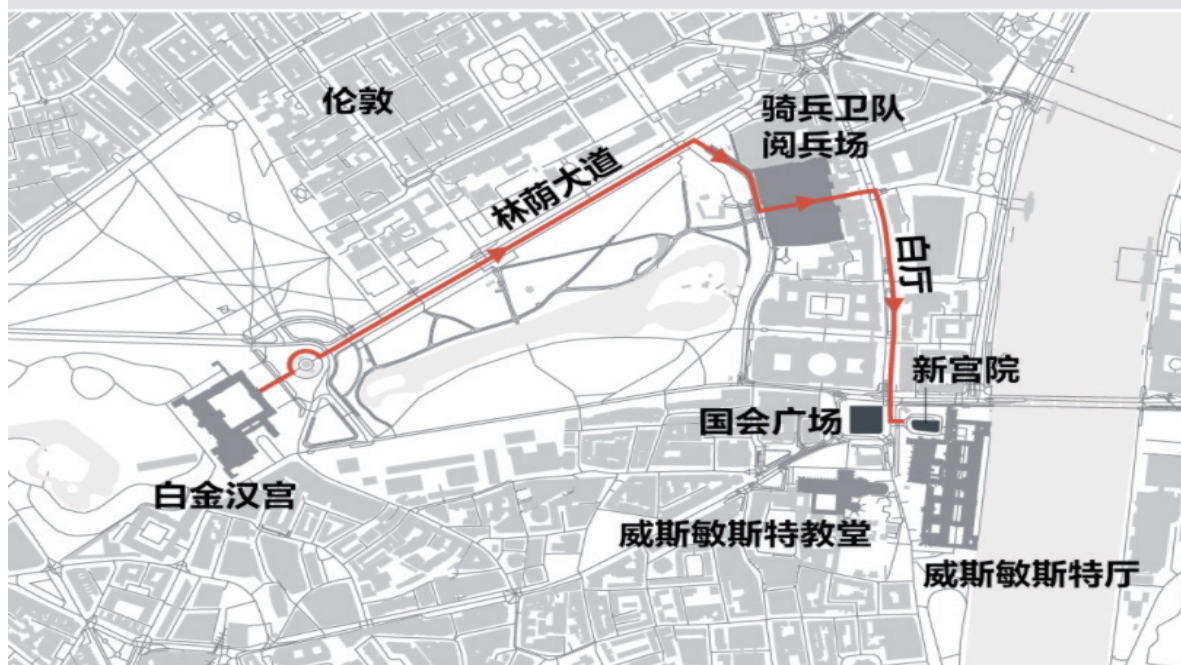 伦敦
骑兵卫队
阅兵场
林荫大道
白厅
新宫院
国会广场
白金汉宫
威斯敏斯特教堂
威斯敏斯特厅